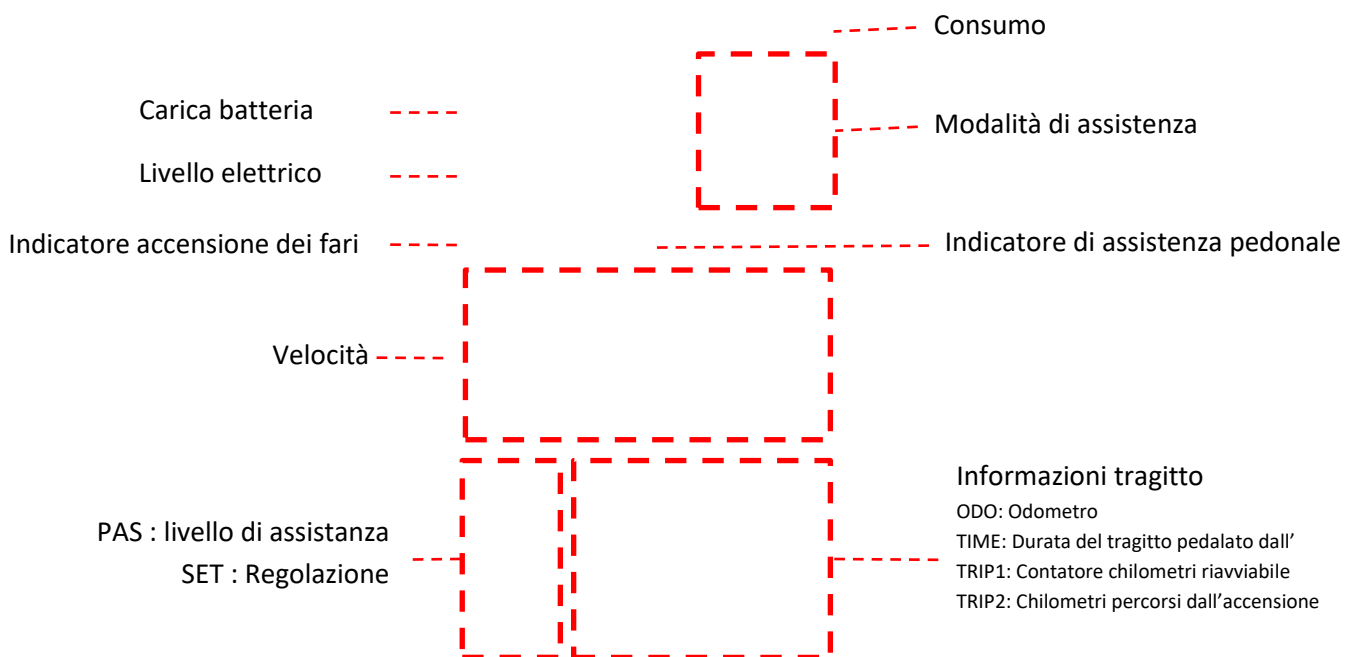 Consumo
Carica batteria
Modalità di assistenza
Livello elettrico
Indicatore accensione dei fari
Indicatore di assistenza pedonale
Velocità
Informazioni tragitto
ODO: Odometro
PAS : livello di assistanza
TIME: Durata del tragitto pedalato dall’
SET : Regolazione
TRIP1: Contatore chilometri riavviabile
TRIP2: Chilometri percorsi dall’accensione